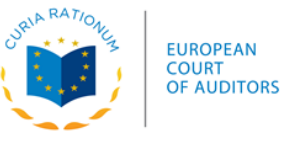 CURIA RATIONUM
EUROPEAN
COURT
OF AUDITORS